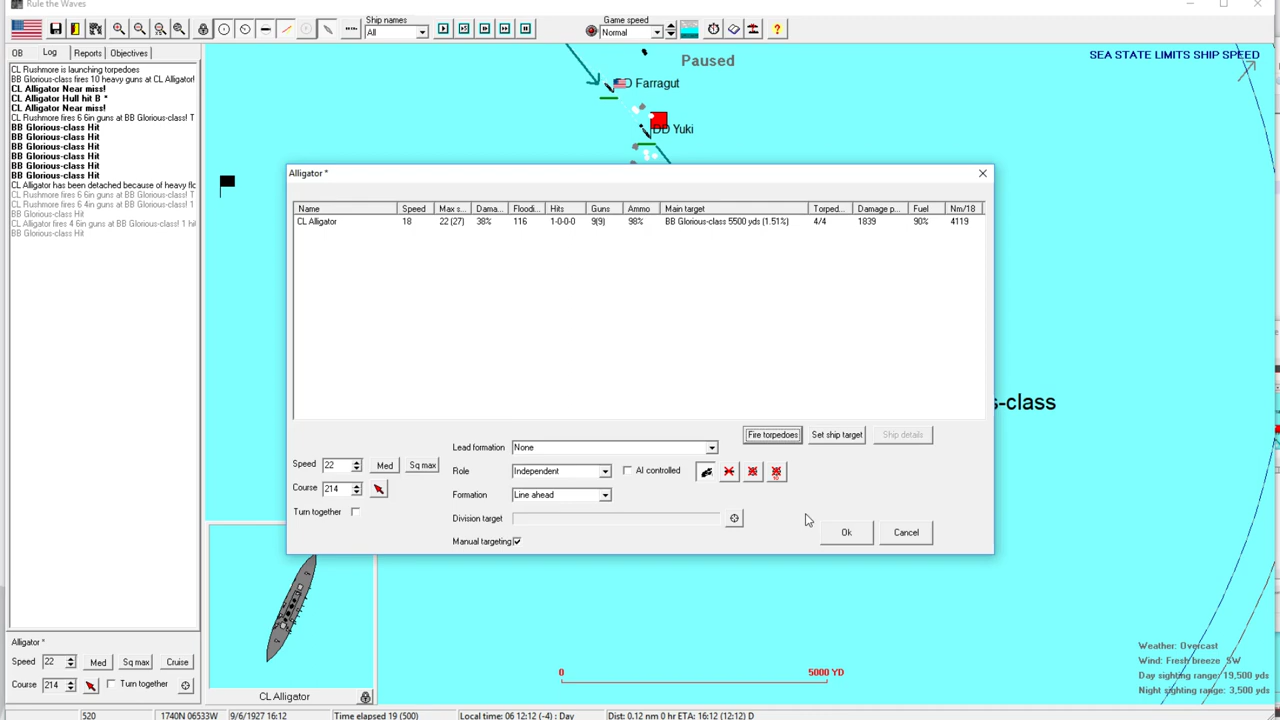 Rule the Waves
Ship names
All
Game speed
Normal
OB Log Reports Objectives
CL Rushmore is launching torpedoes
BB Glorious-class fires 10 heavy guns at CL Alligator!
CL Alligator Near miss!
CL Alligator Hull hit B *
CL Alligator Near miss!
CL Rushmore fires 6 6in guns at BB Glorious-class! T
BB Glorious-class Hit
BB Glorious-class Hit
BB Glorious-class Hit
BB Glorious-class Hit
BB Glorious-class Hit
BB Glorious-class Hit
CL Alligator has been detached because of heavy flo
CL Rushmore fires 6 6in guns at BB Glorious-class! T
CL Rushmore fires 6 6in guns at BB Glorious-class! 1
BB Glorious-class Hit
CL Alligator fires 4 6in guns at BB Glorious-class! 1 hi
BB Glorious-class Hit
Paused
SEA STATE LIMITS SHIP SPEED
D Farragut
DD Yuki
s-class
Alligator *
Name Speed Max s... Dama... Floodi... Hits Guns Ammo Main target Torped... Damage p... Fuel Nm/18
CL Alligator 18 22 (27) 38% 116 1-0-0-0 9(9) 98% BB Glorious-class 5500 yds (1.51%) 4/4 1839 90% 4119
Fire torpedoes Set ship target Ship details
Lead formation None
Speed 22 Med Sq max
Role Independent AI controlled
Course 214
Formation Line ahead
Turn together
Division target
Manual targeting
Ok Cancel
Alligator *
Speed 22 Med Sq max Cruise
Course 214 Turn together
CL Alligator
0 5000 YD
Weather: Overcast
Wind: Fresh breeze SW
Day sighting range: 19,500 yds
Night sighting range: 3,500 yds
S20 1740N 06533W 9/6/1927 16:12 Time elapsed 19 (500) Local time: 06 12:12 (-4) : Day Dist: 0.12 nm 0 hr ETA: 16:12 (12:12) D